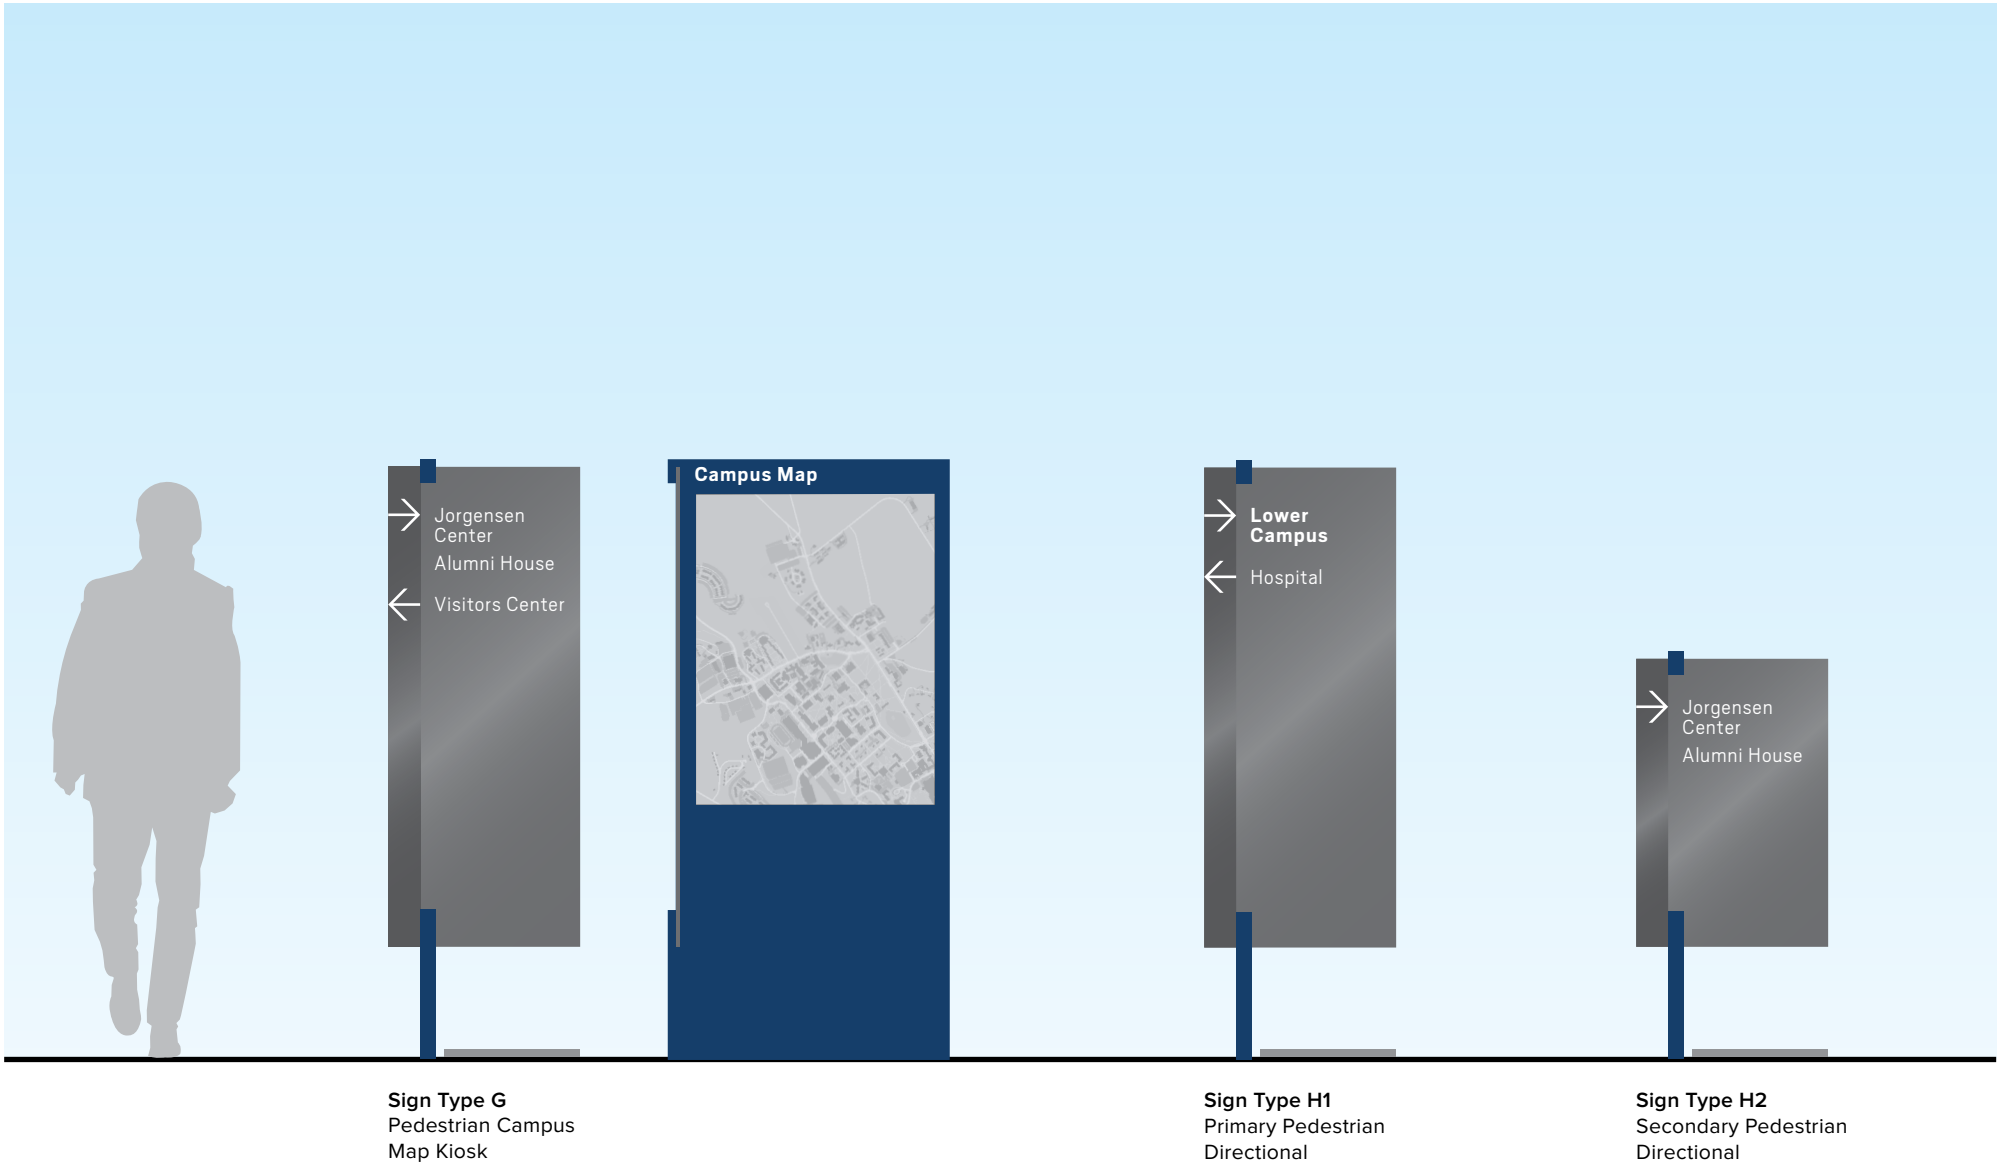 Jorgensen
Center
Alumni House
Visitors Center
Campus Map
Lower
Campus
Hospital
Jorgensen
Center
Alumni House
Sign Type G
Pedestrian Campus
Map Kiosk
Sign Type H1
Primary Pedestrian
Directional
Sign Type H2
Secondary Pedestrian
Directional